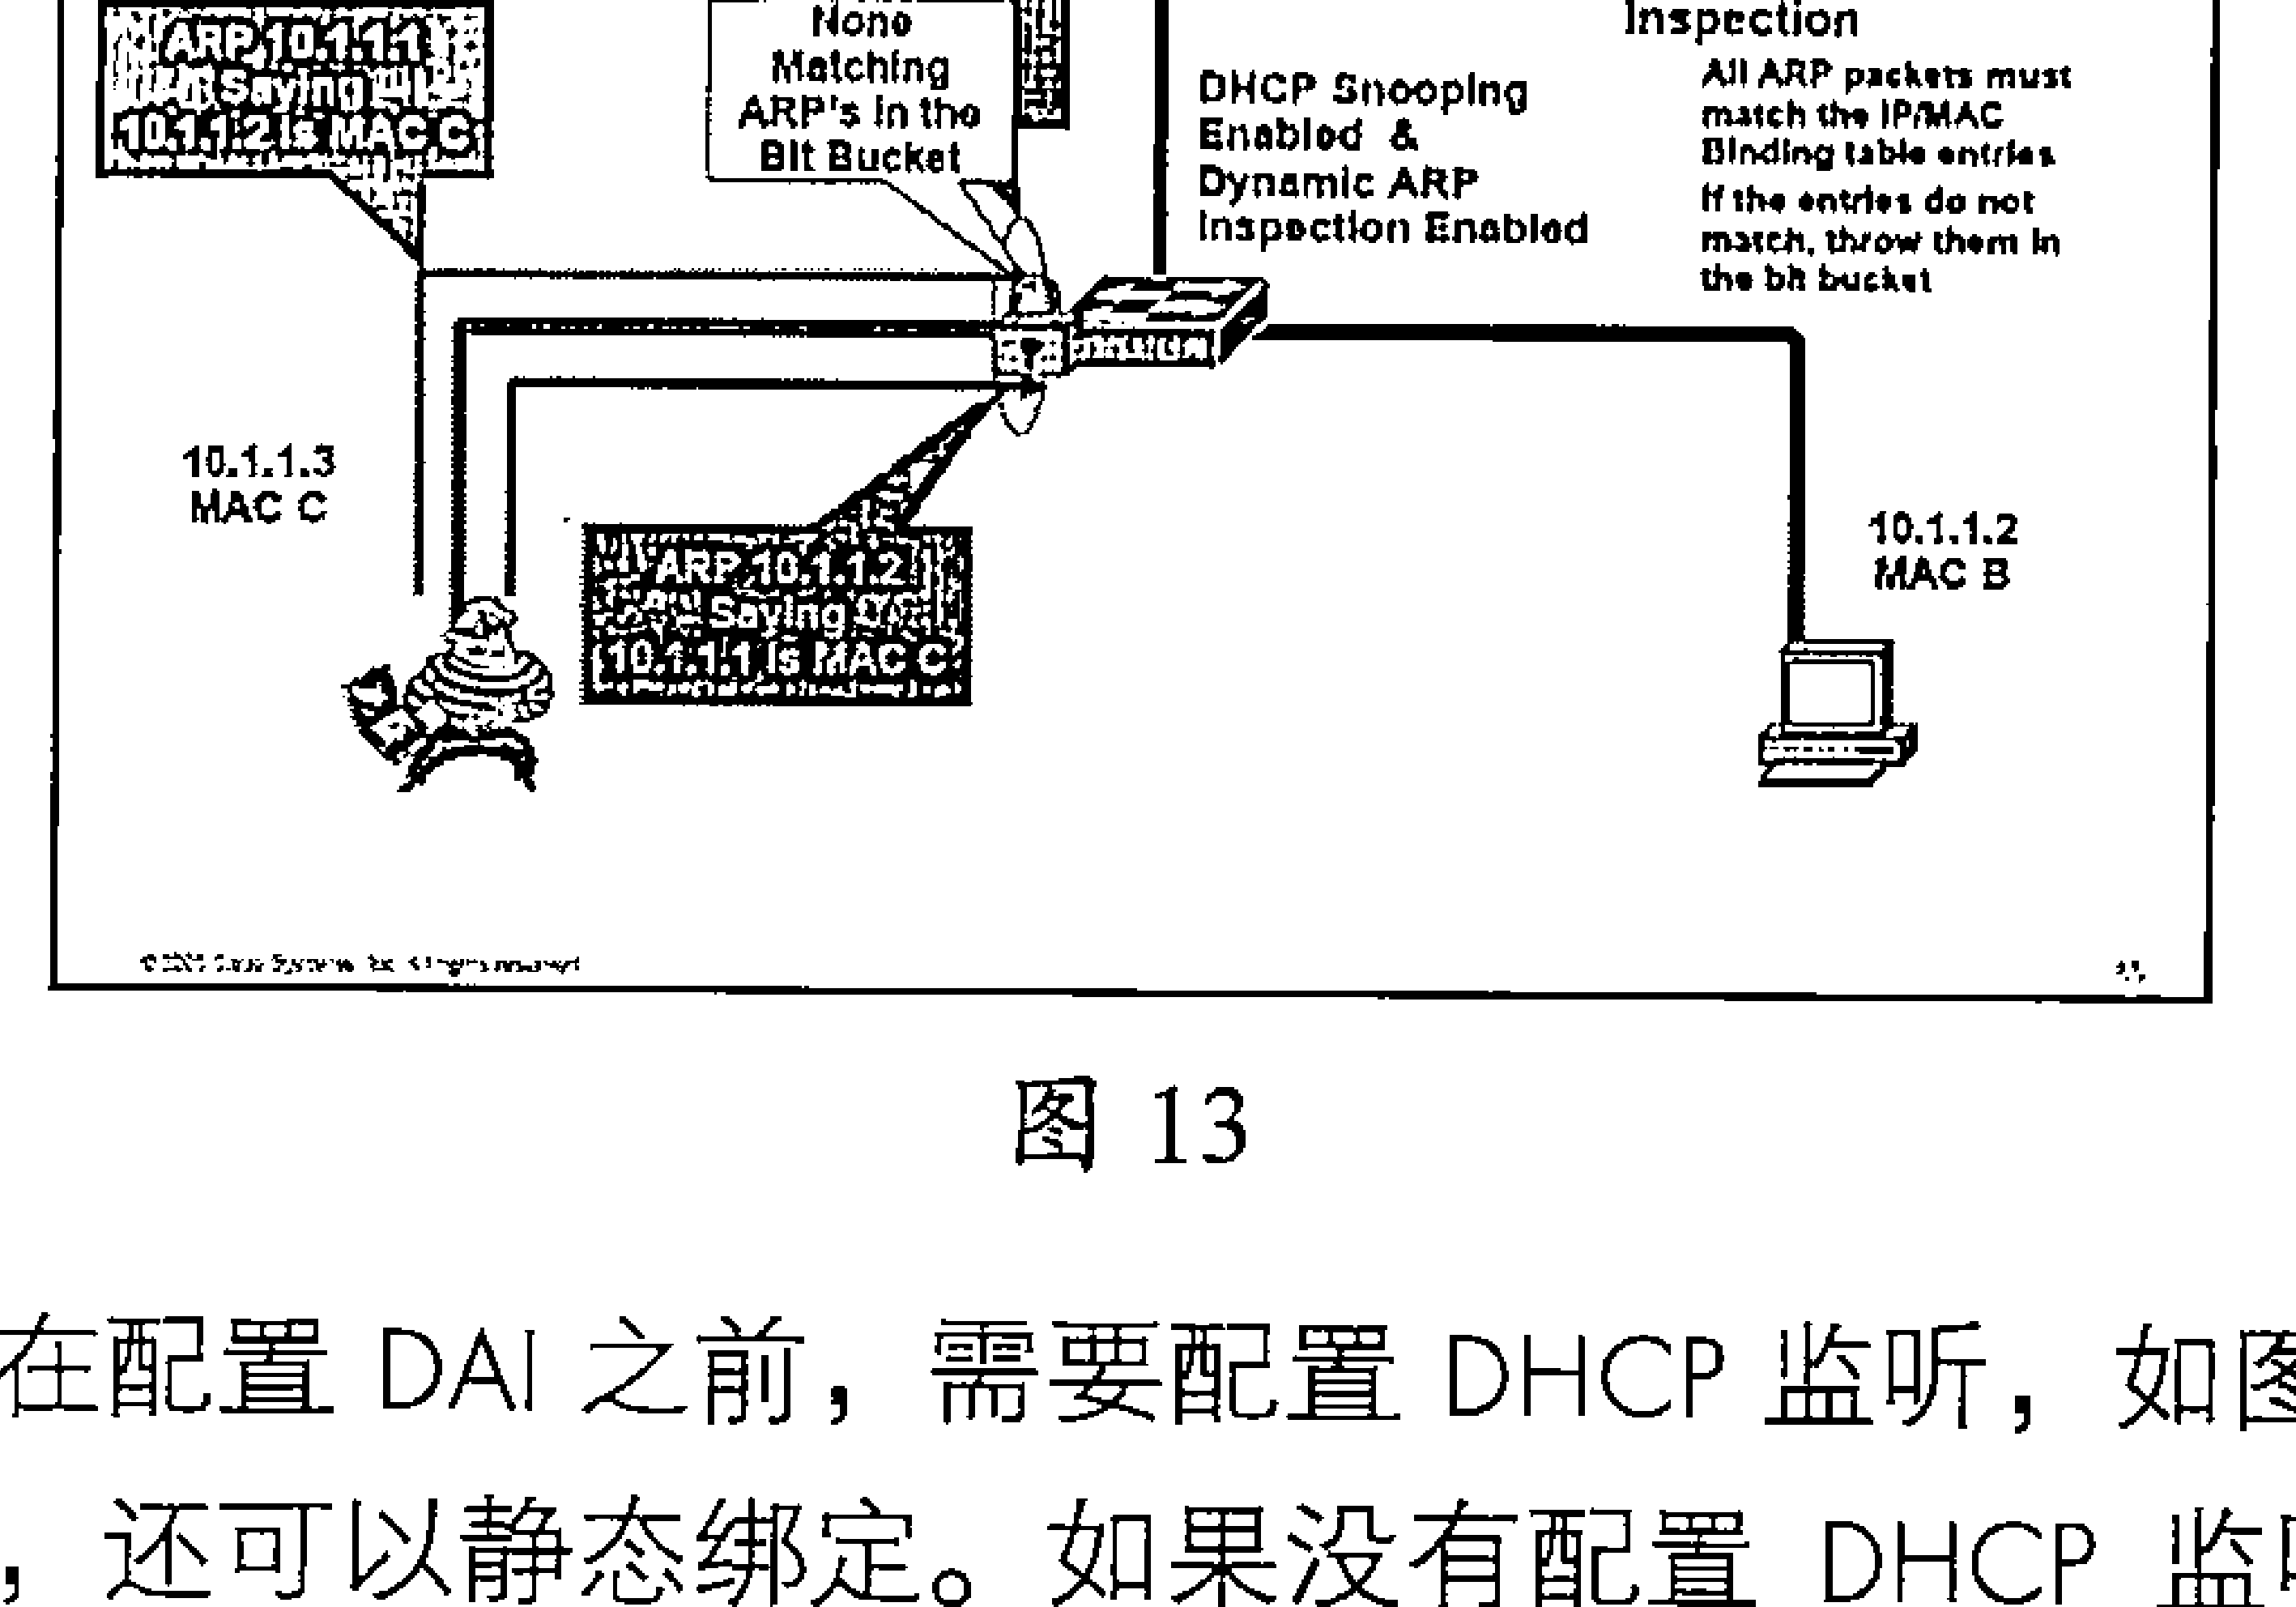 ARP 10.1.1.1
Saying
10.1.1.2 is MAC C
None
Matching
ARP's in the
Bit Bucket
DHCP Snooping
Enabled &
Dynamic ARP
Inspection Enabled
Inspection
All ARP packets must
match the IP/MAC
Binding table entries
If the entries do not
match, throw them in
the bit bucket
10.1.1.3
MAC C
ARP 10.1.1.2
Saying
10.1.1.1 is MAC C
10.1.1.2
MAC B
Systems, All rights reserved
图 13
在配置 DAI 之前，需要配置 DHCP 监听，如图
，还可以静态绑定。如果没有配置 DHCP 监听